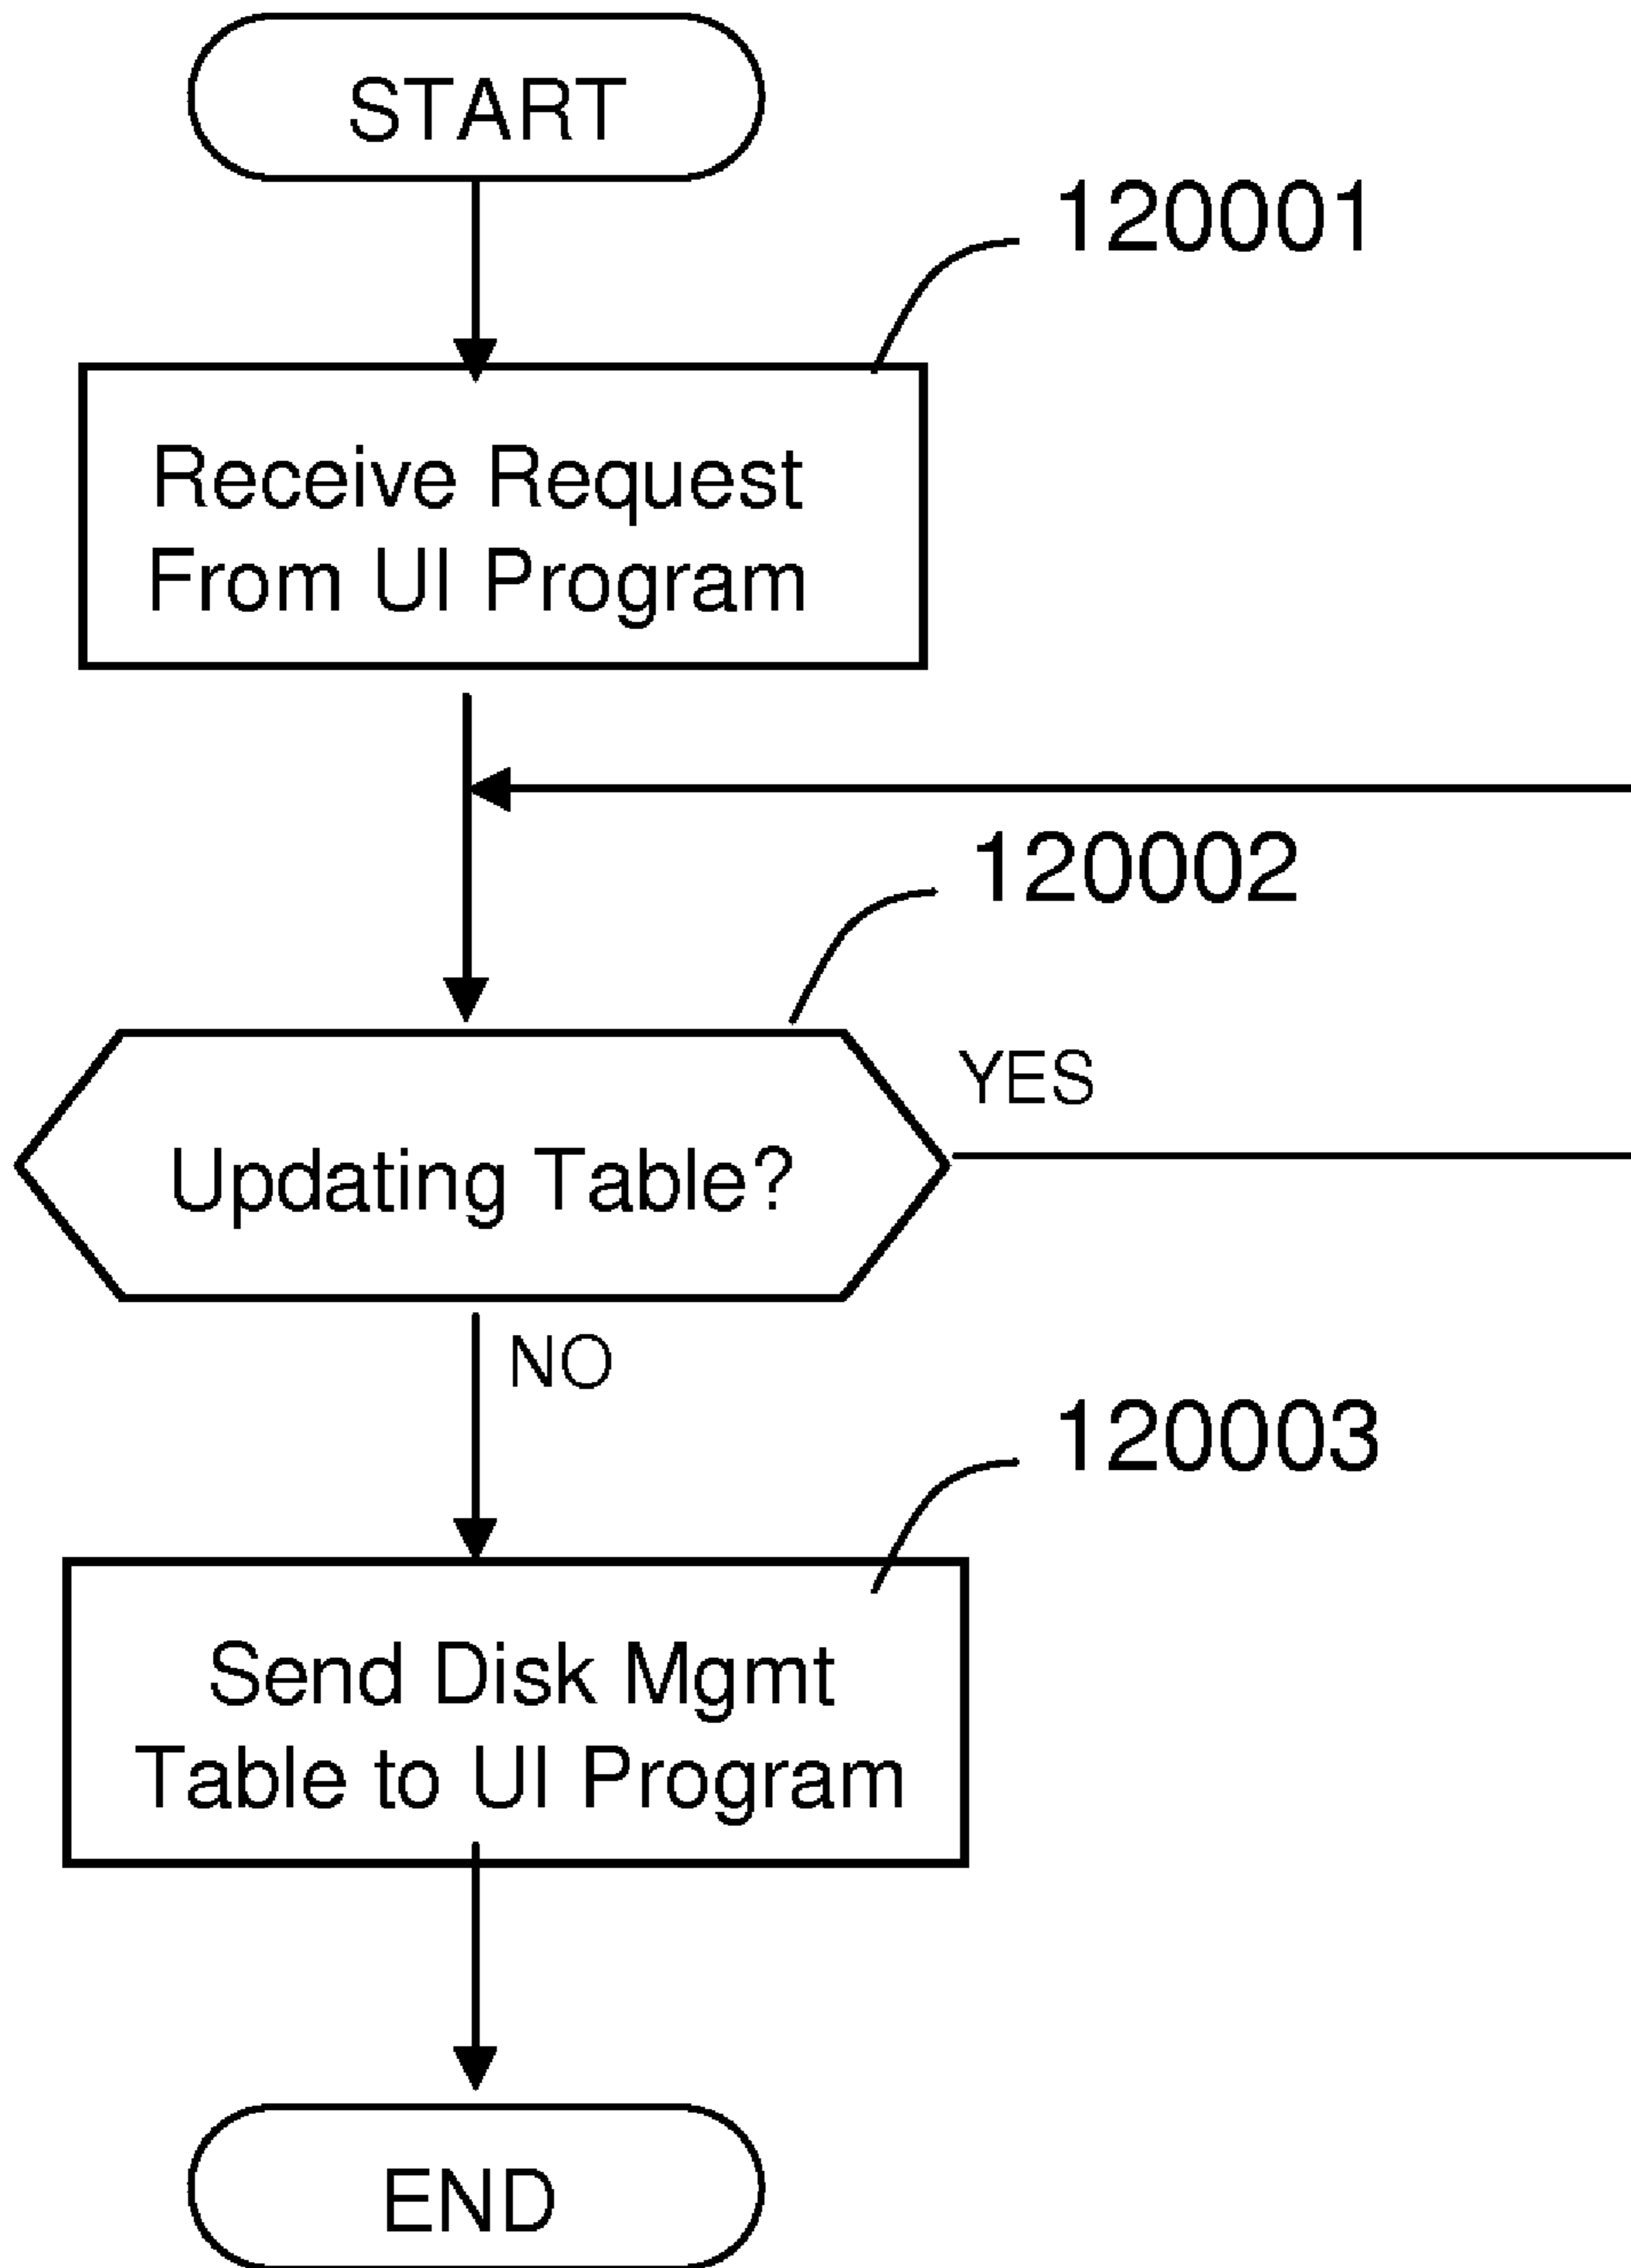 START
120001
Receive Request
From UI Program
120002
YES
Updating Table?
NO
120003
Send Disk Mgmt
Table to UI Program
END